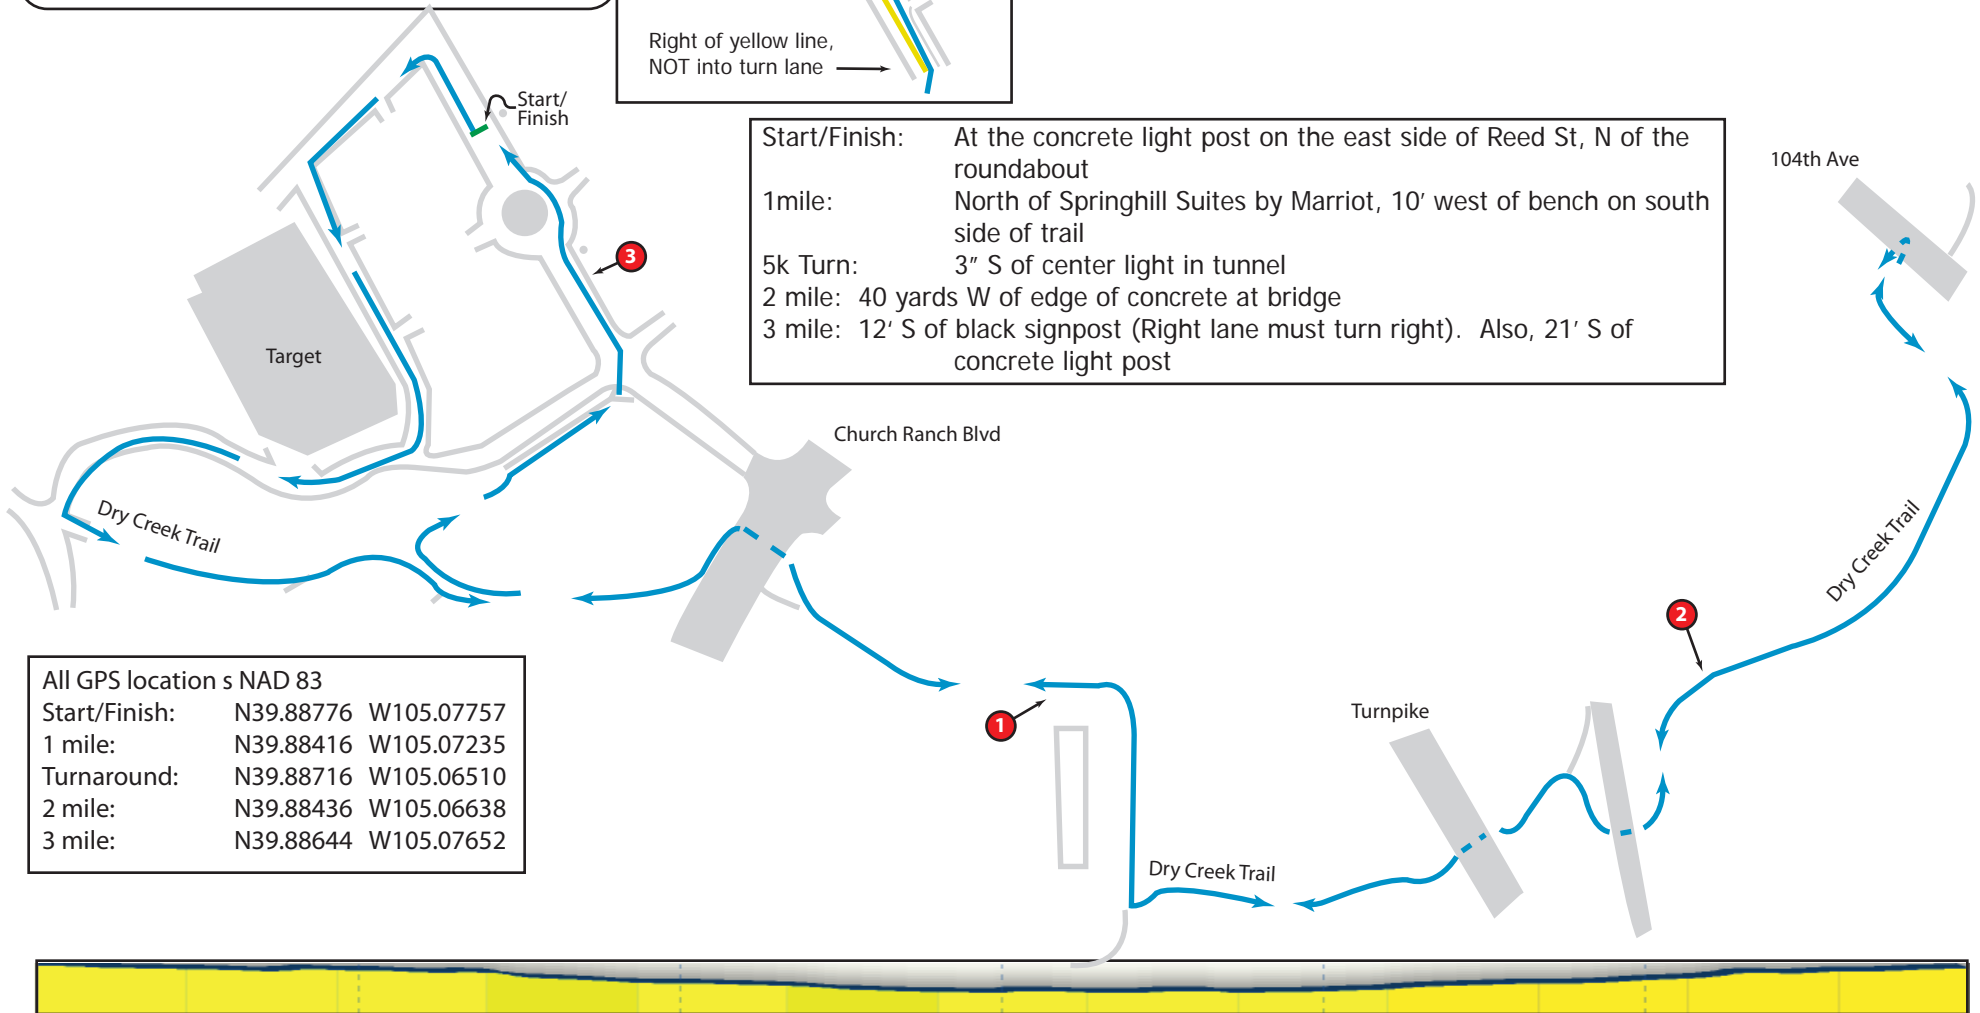 Right of yellow line,
NOT into turn lane
Start/
Finish
Start/Finish: At the concrete light post on the east side of Reed St, N of the
roundabout
1mile: North of Springhill Suites by Marriot, 10' west of bench on south
side of trail
5k Turn: 3" S of center light in tunnel
2 mile: 40 yards W of edge of concrete at bridge
3 mile: 12' S of black signpost (Right lane must turn right). Also, 21' S of
concrete light post
104th Ave
3
Target
Church Ranch Blvd
Dry Creek Trail
Dry Creek Trail
2
1
Turnpike
Dry Creek Trail
All GPS location s NAD 83
Start/Finish: N39.88776 W105.07757
1 mile: N39.88416 W105.07235
Turnaround: N39.88716 W105.06510
2 mile: N39.88436 W105.06638
3 mile: N39.88644 W105.07652